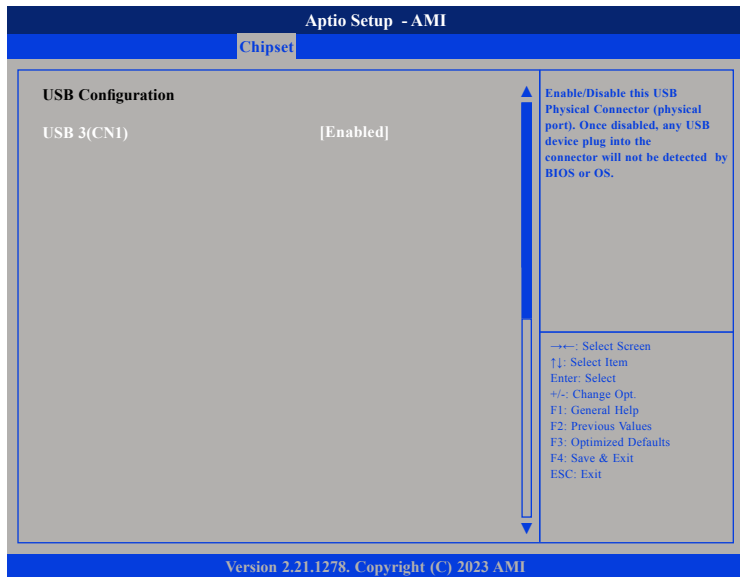 Aptio Setup - AMI
Chipset
USB Configuration
USB 3(CN1) [Enabled]
Enable/Disable this USB
Physical Connector (physical
port). Once disabled, any USB
device plug into the
connector will not be detected by
BIOS or OS.
→←: Select Screen
↑↓: Select Item
Enter: Select
+/-: Change Opt.
F1: General Help
F2: Previous Values
F3: Optimized Defaults
F4: Save & Exit
ESC: Exit
Version 2.21.1278. Copyright (C) 2023 AMI